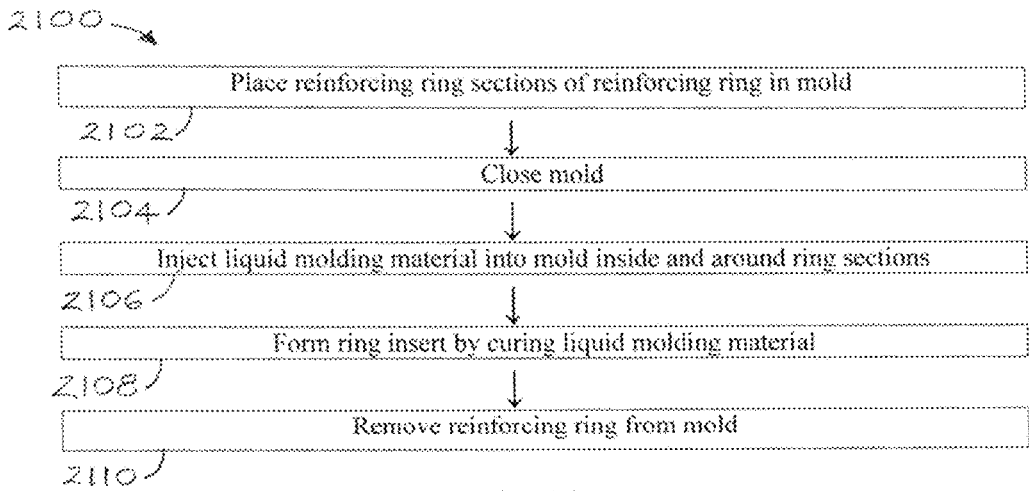 2100
Place reinforcing ring sections of reinforcing ring in mold
2102
Close mold
2104
Inject liquid molding material into mold inside and around ring sections
2106
Form ring insert by curing liquid molding material
2108
Remove reinforcing ring from mold
2110